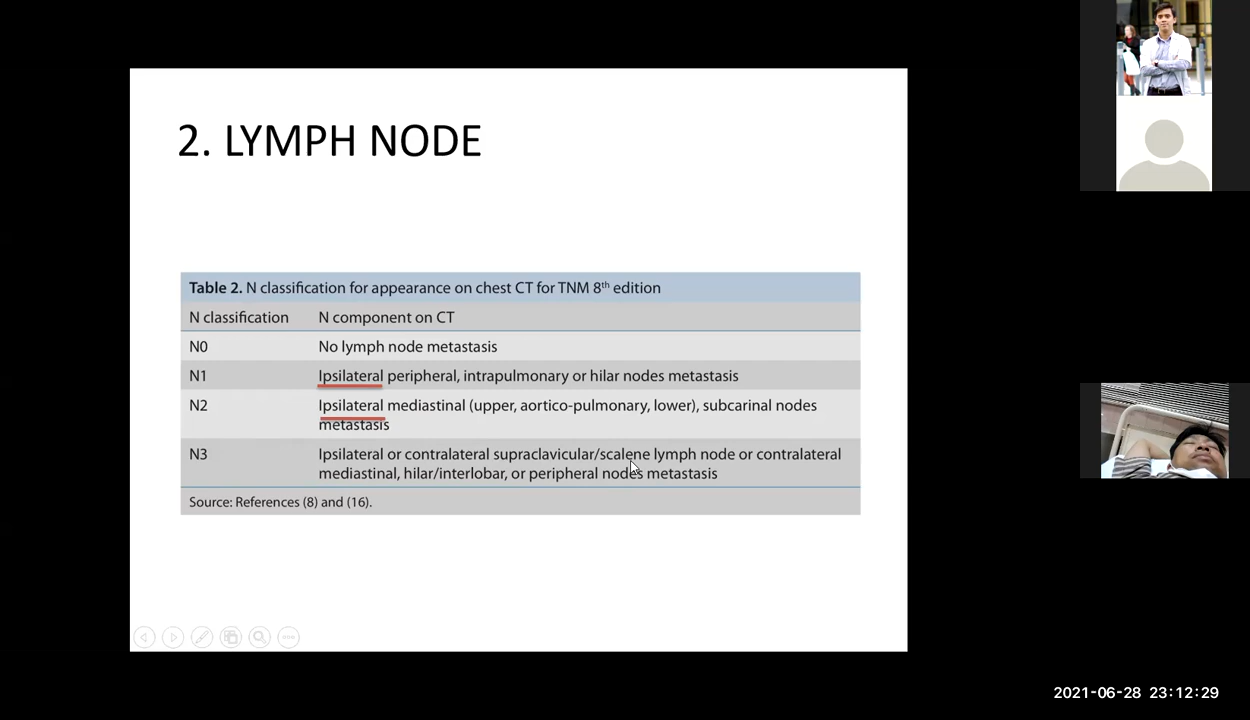 2. LYMPH NODE
Table 2. N classification for appearance on chest CT for TNM 8th edition
N classification N component on CT
N0 No lymph node metastasis
N1 Ipsilateral peripheral, intrapulmonary or hilar nodes metastasis
N2 Ipsilateral mediastinal (upper, aortico-pulmonary, lower), subcarinal nodes
metastasis
N3 Ipsilateral or contralateral supraclavicular/scalene lymph node or contralateral
mediastinal, hilar/interlobar, or peripheral nodes metastasis
Source: References (8) and (16).
2021-06-28 23:12:29